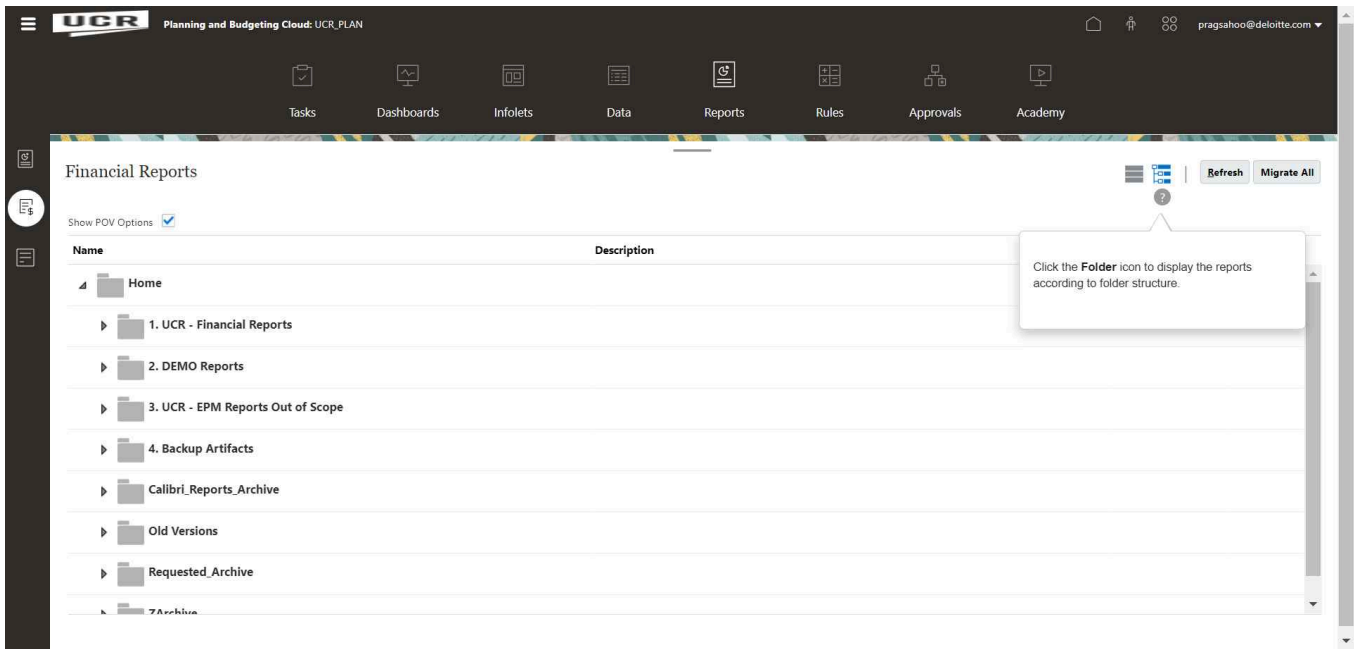 UCR
Planning and Budgeting Cloud: UCR_PLAN
pragsahoo@deloitte.com
Tasks
Dashboards
Infolets
Data
Reports
Rules
Approvals
Academy
Financial Reports
Refresh
Migrate All
?
Show POV Options
Name
Description
Click the Folder icon to display the reports
according to folder structure.
Home
1. UCR - Financial Reports
2. DEMO Reports
3. UCR - EPM Reports Out of Scope
4. Backup Artifacts
Calibri_Reports_Archive
Old Versions
Requested_Archive
ZArchive